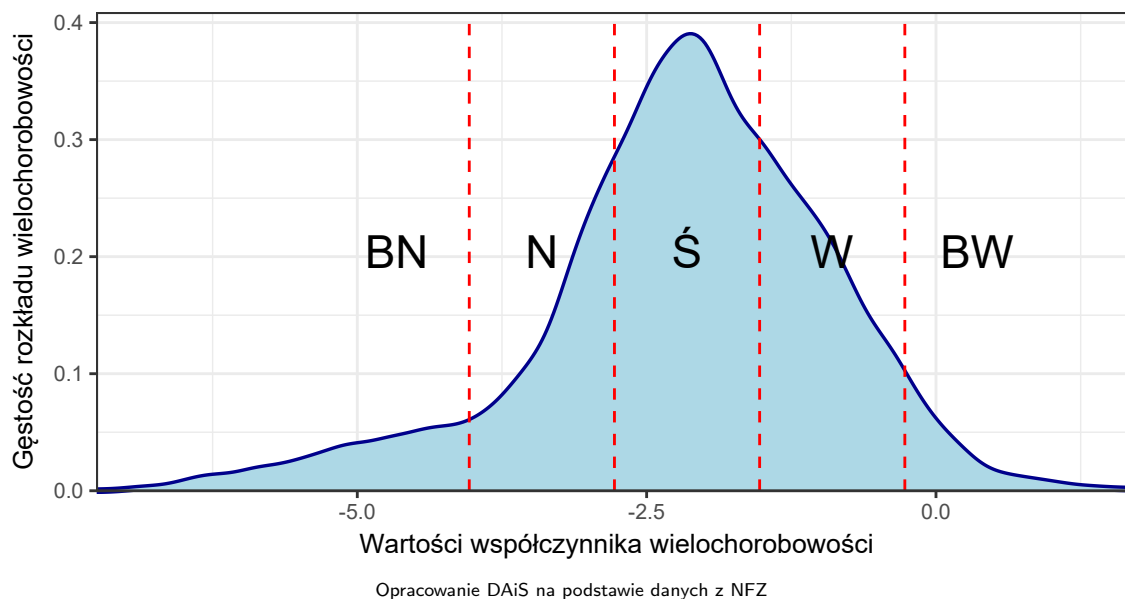 Gęstość rozkładu wielochorobowości
0.4
0.3
0.2
0.1
0.0
BN N Ś W BW
-5.0 -2.5 0.0
Wartości współczynnika wielochorobowości
Opracowanie DAiS na podstawie danych z NFZ